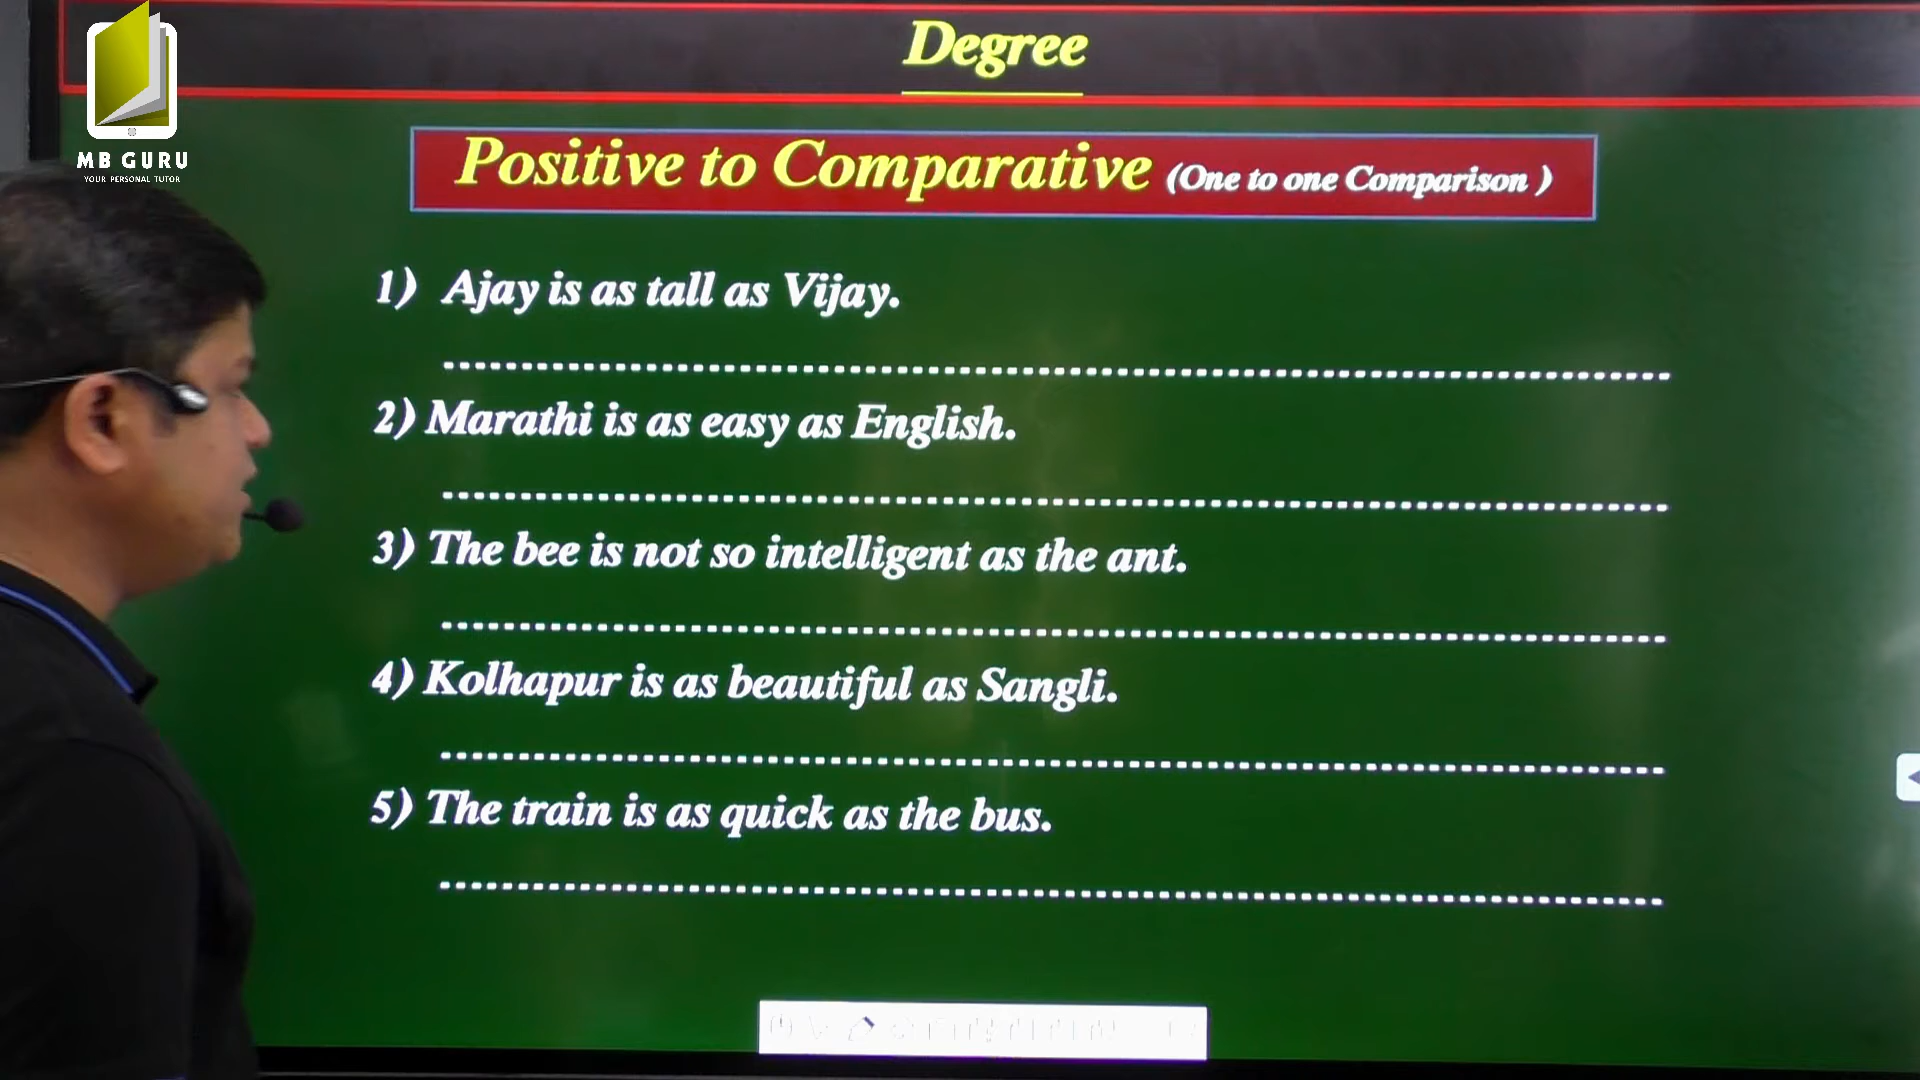 MB GURU
YOUR PERSONAL TUTOR
Degree
Positive to Comparative (One to one Comparison )
1) Ajay is as tall as Vijay.
2) Marathi is as easy as English.
3) The bee is not so intelligent as the ant.
4) Kolhapur is as beautiful as Sangli.
5) The train is as quick as the bus.